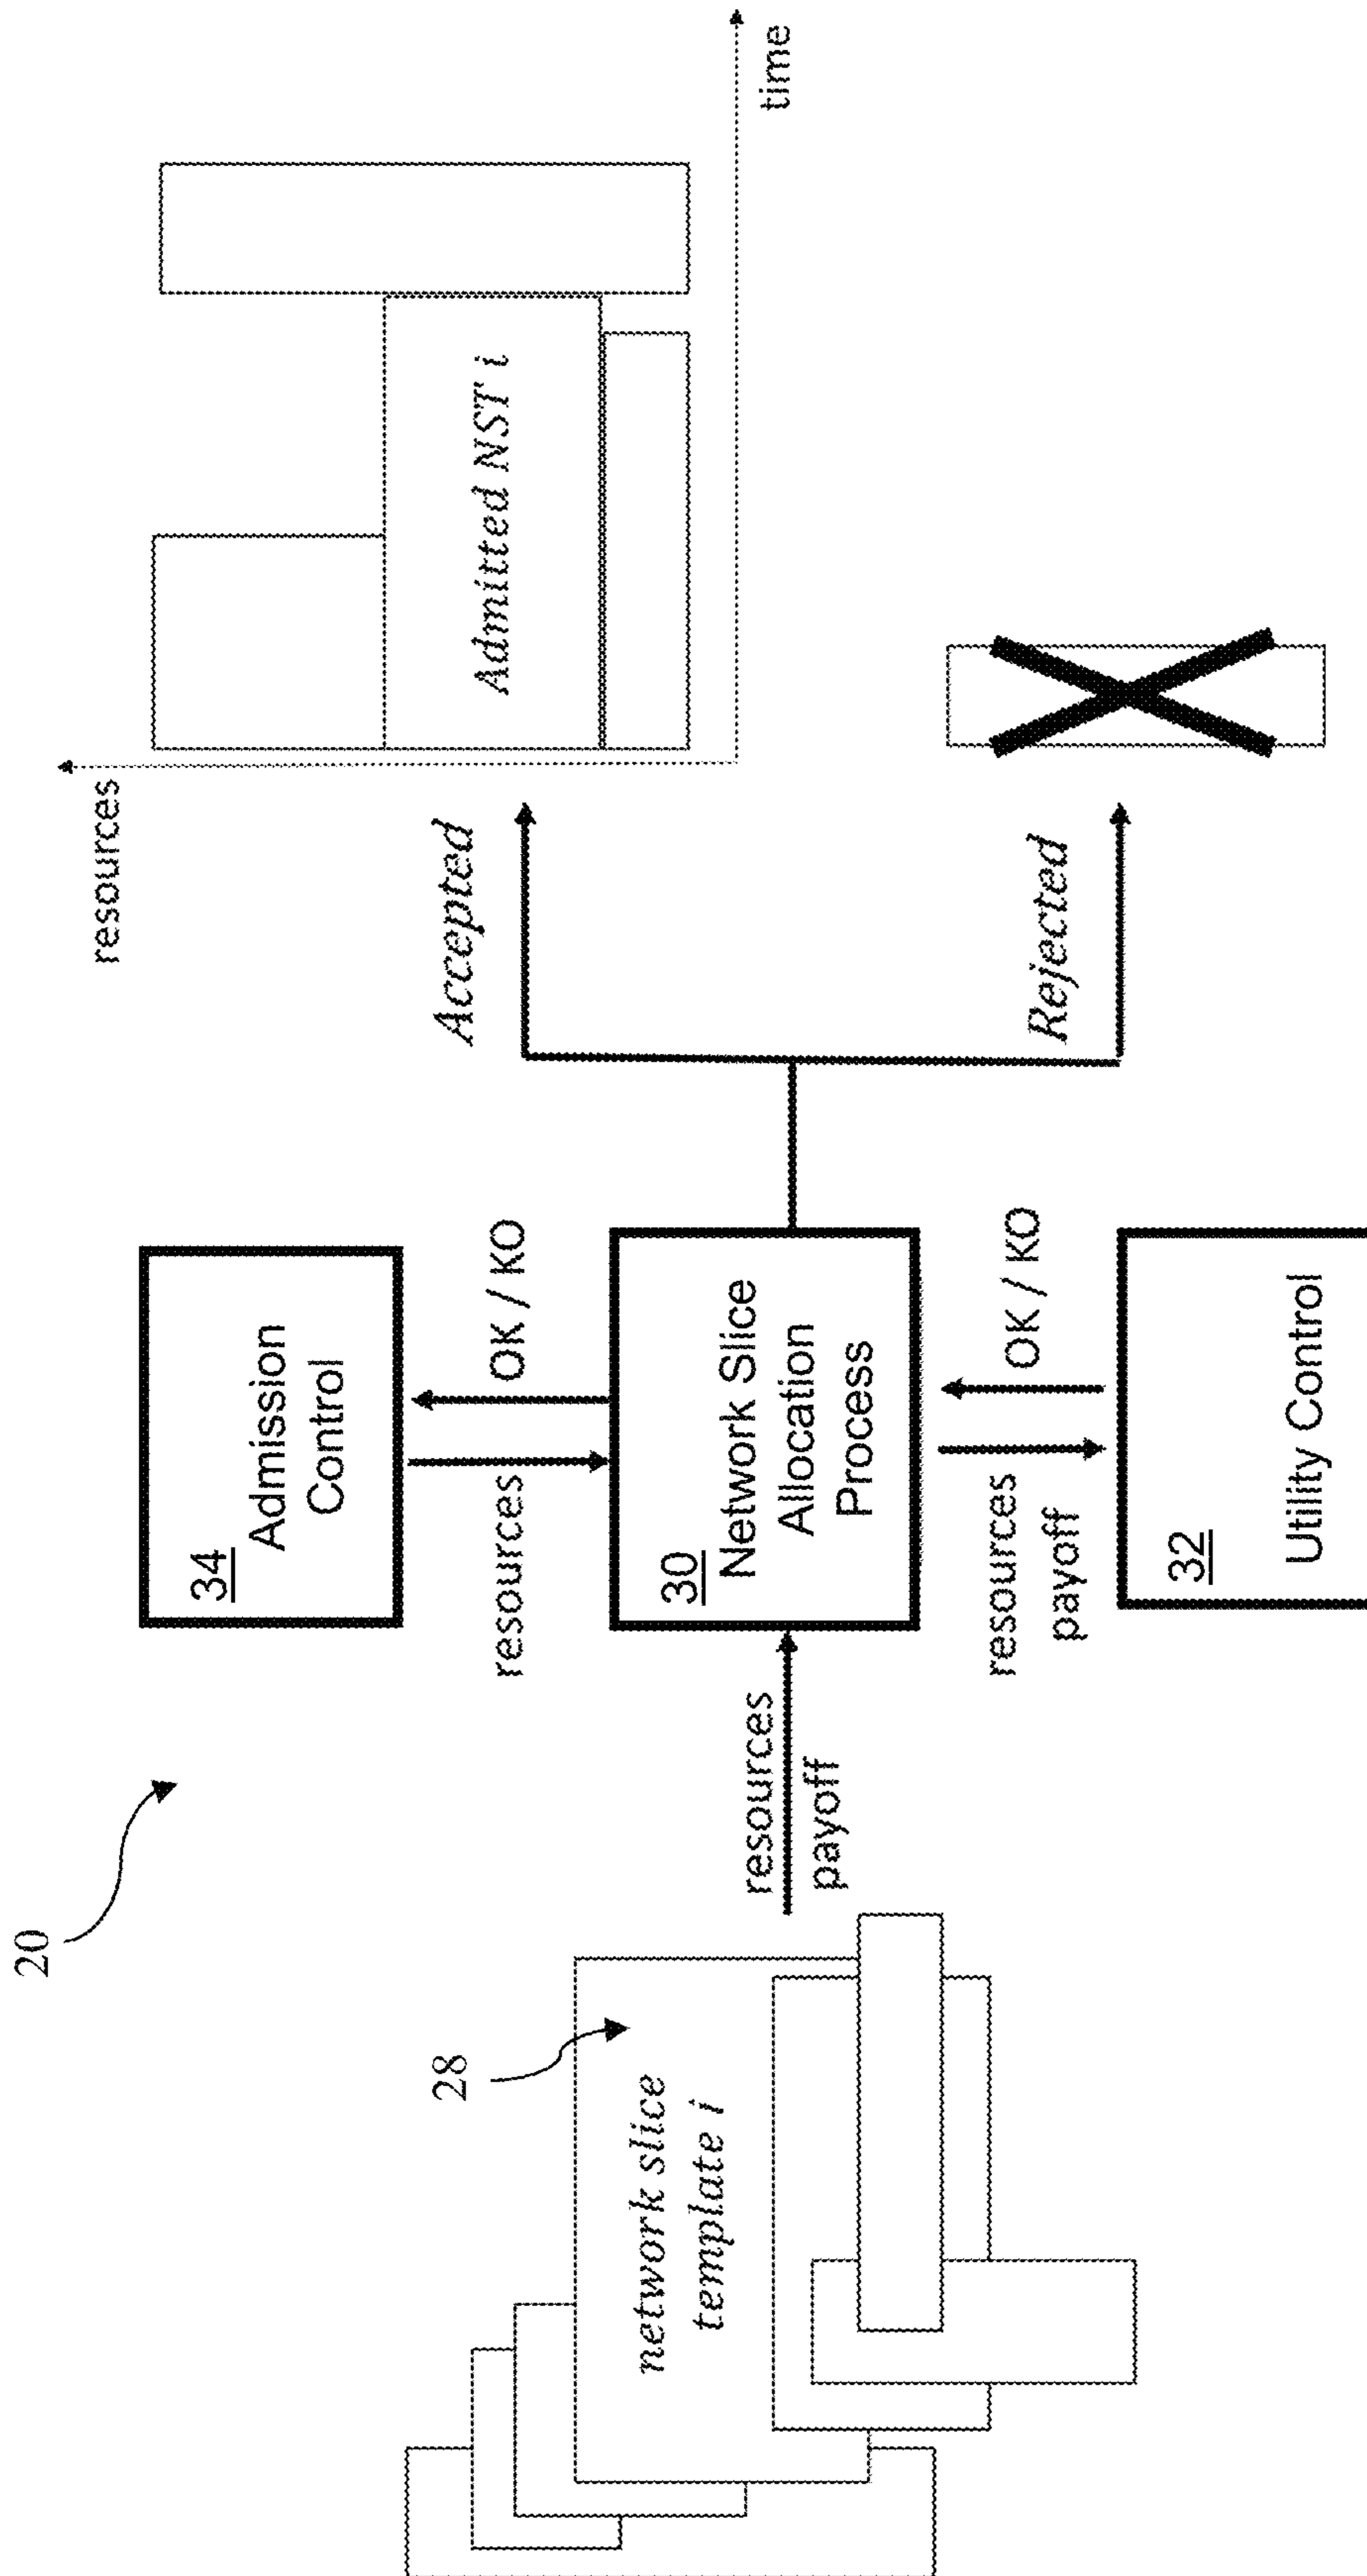 20
28
network slice
template i
resources
payoff
34
Admission
Control
resources
OK / KO
30
Network Slice
Allocation
Process
resources
payoff
OK / KO
32
Utility Control
Accepted
Rejected
resources
Admitted NST i
time